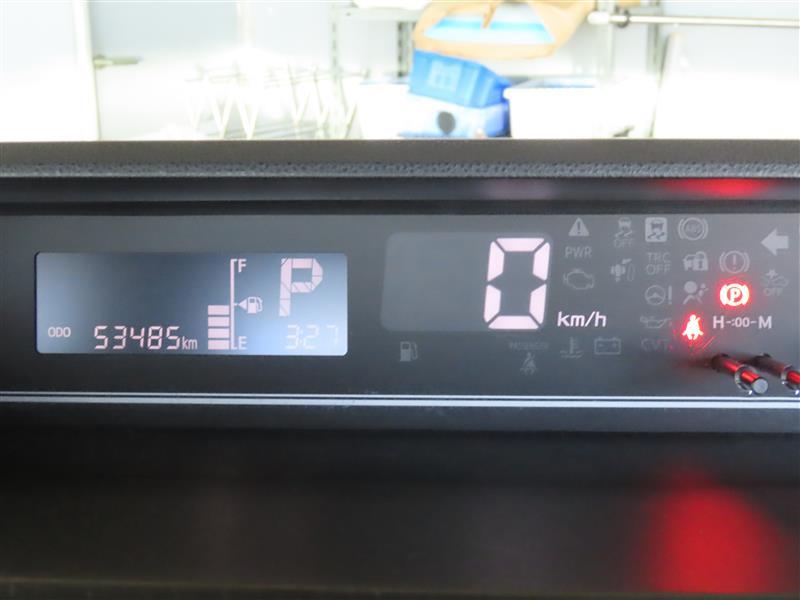 F
P
ODO 53485km
E 3:27
0
km/h
PWR
OFF
ABS
TRC
OFF
OFF
P
H-:00-M
PASSENGER
CVT